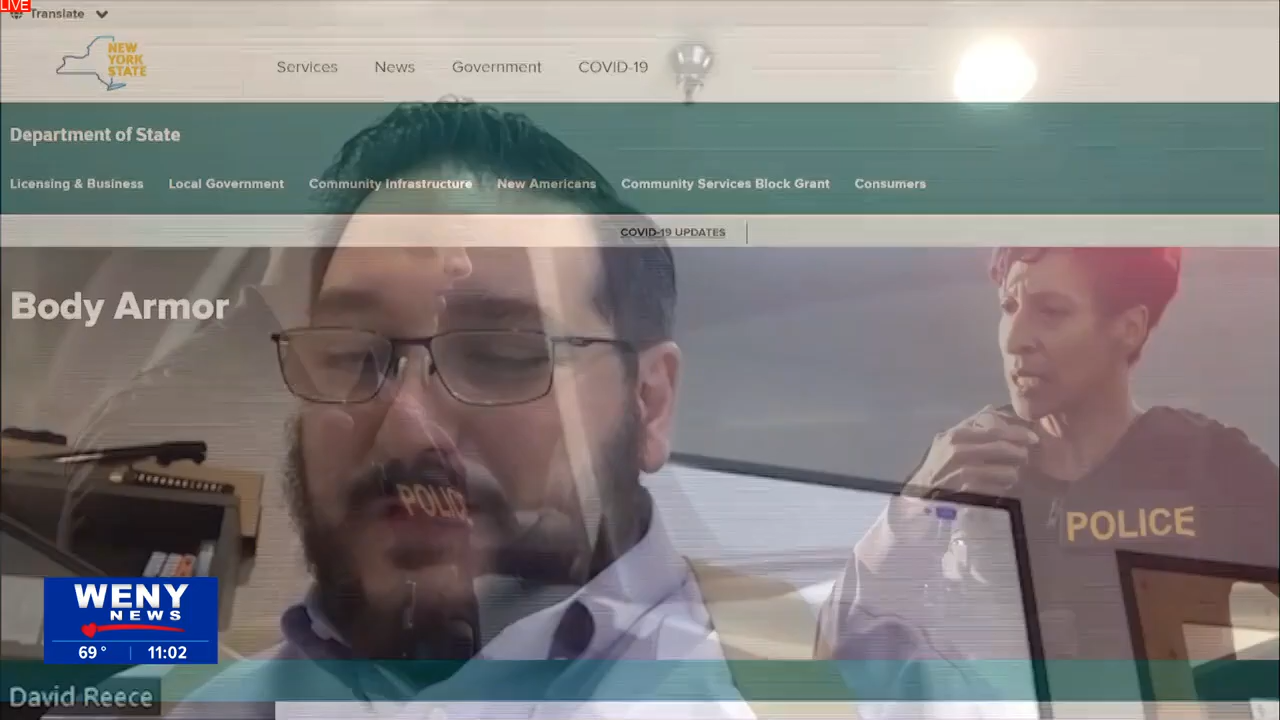 LIVE
Translate
NEW
YORK
STATE
Services News Government COVID-19
Department of State
Licensing & Business Local Government Community Infrastructure New Americans Community Services Block Grant Consumers
COVID-19 UPDATES
Body Armor
POLICE
POLICE
WENY
NEWS
69° | 11:02
David Reece